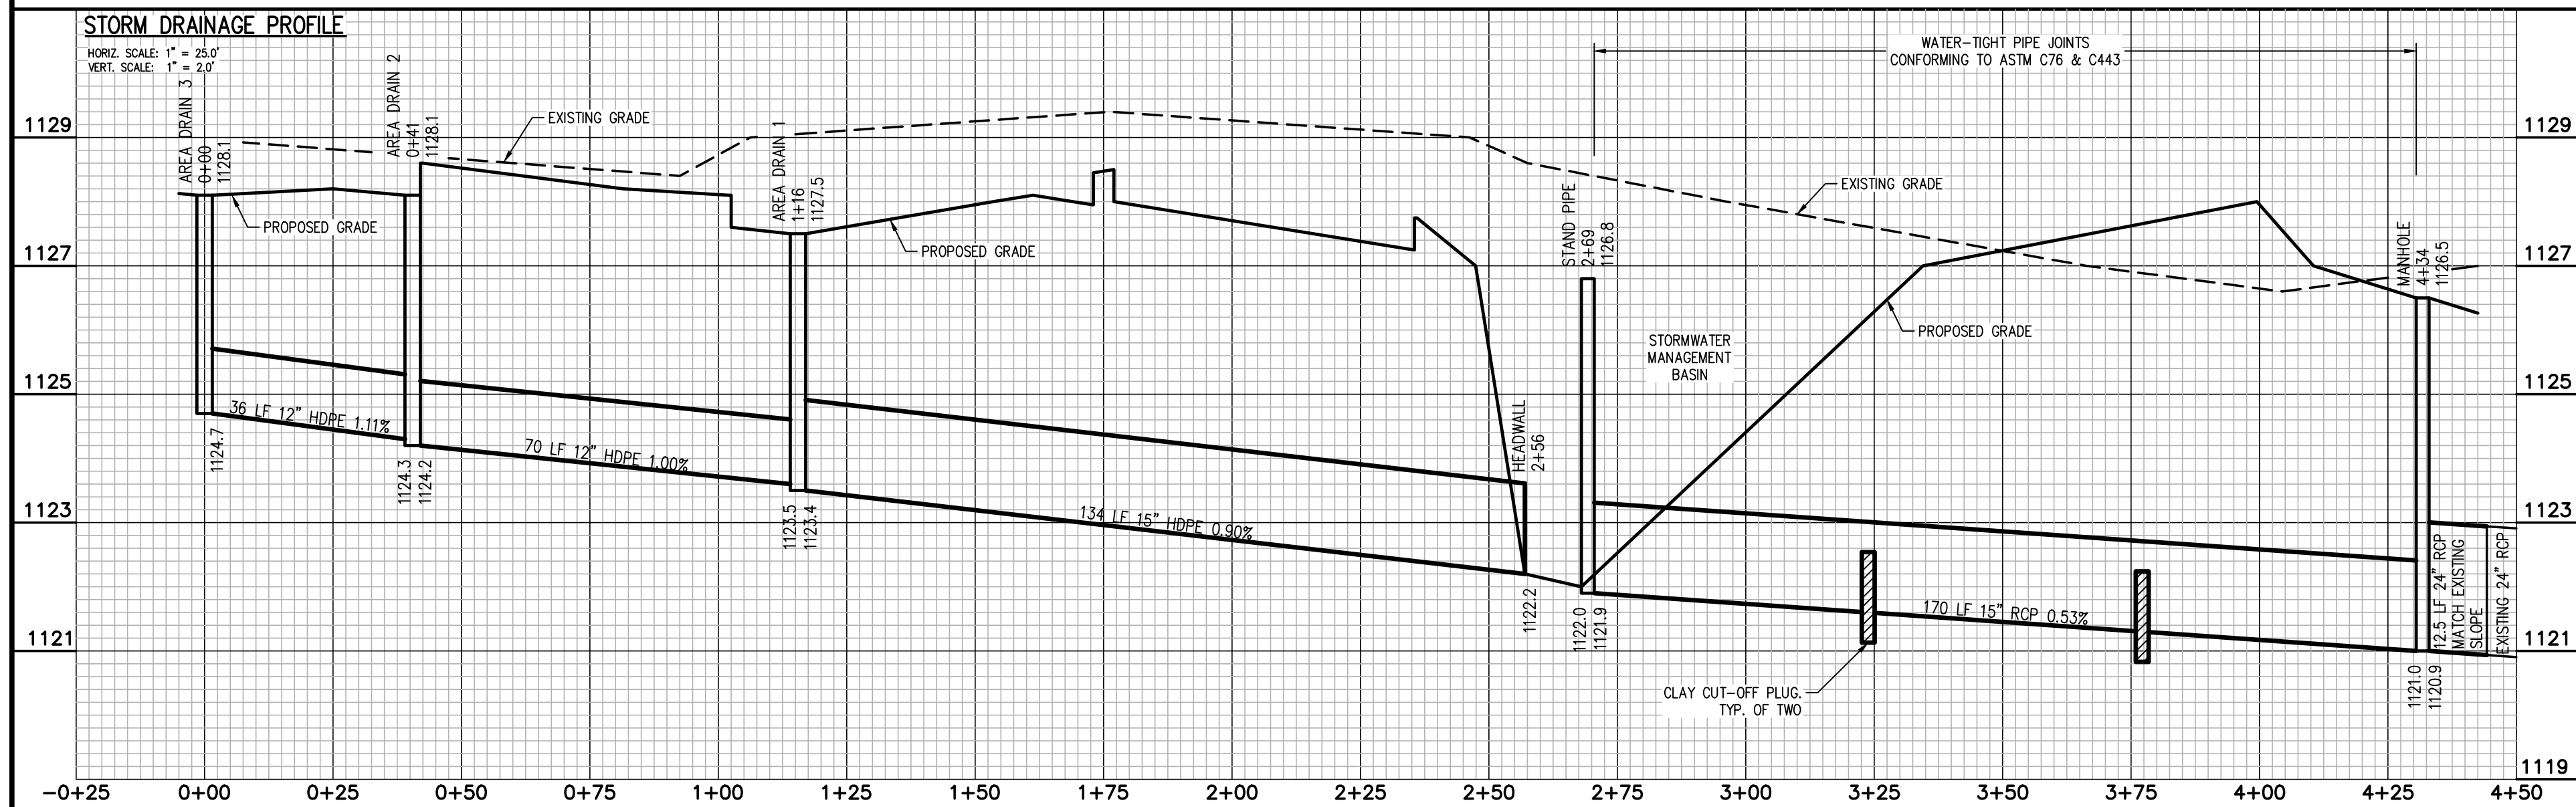 STORM DRAINAGE PROFILE
HORIZ. SCALE: 1" = 25.0'
VERT. SCALE: 1" = 2.0'
AREA DRAIN 3
0+00
1128.1
AREA DRAIN 2
0+41
1128.1
EXISTING GRADE
AREA DRAIN 1
1+16
1127.5
WATER-TIGHT PIPE JOINTS
CONFORMING TO ASTM C76 & C443
STAND PIPE
2+69
1126.8
EXISTING GRADE
MANHOLE
4+34
1126.5
1129
1129
PROPOSED GRADE
PROPOSED GRADE
1127
1127
PROPOSED GRADE
STORMWATER
MANAGEMENT
BASIN
1125
1125
36 LF 12" HDPE 1.11%
70 LF 12" HDPE 1.00%
HEADWALL
2+56
1124.7
1124.3
1124.2
1123.5
1123.4
134 LF 15" HDPE 0.90%
1123
1123
1122.2
1122.0
1121.9
170 LF 15" RCP 0.53%
12.5 LF 24" RCP
MATCH EXISTING
SLOPE
EXISTING 24" RCP
1121
1121
CLAY CUT-OFF PLUG.
TYP. OF TWO
1121.0
1120.9
1119
-0+25 0+00 0+25 0+50 0+75 1+00 1+25 1+50 1+75 2+00 2+25 2+50 2+75 3+00 3+25 3+50 3+75 4+00 4+25 4+50